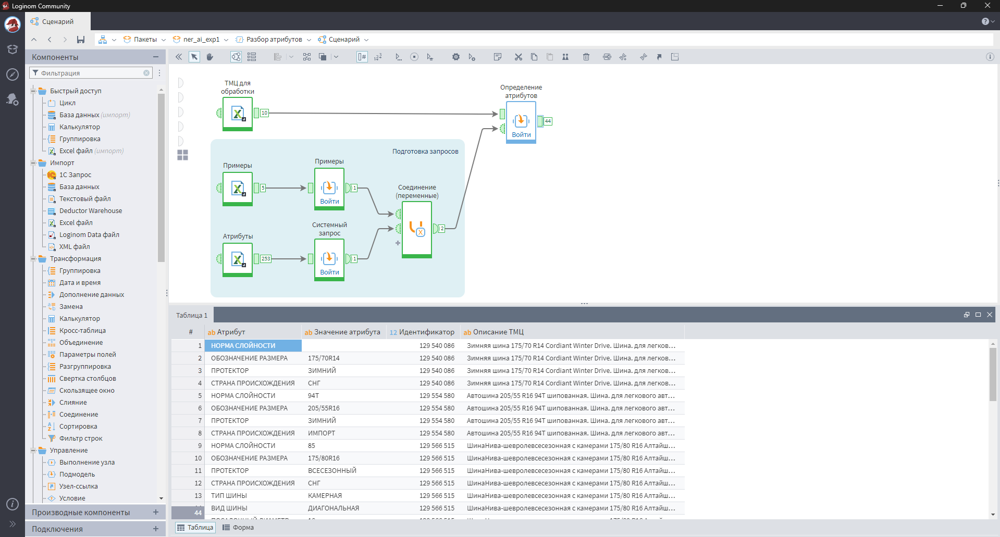 Loginom Community
Сценарий
Пакеты
ner_ai_exp1
Разбор атрибутов
Сценарий
Компоненты
Фильтрация
Быстрый доступ
Цикл
База данных (импорт)
Калькулятор
Группировка
Excel файл (импорт)
Импорт
1С Запрос
База данных
Текстовый файл
Deductor Warehouse
Excel файл
Loginom Data файл
XML файл
Трансформация
Группировка
Дата и время
Дополнение данных
Замена
Калькулятор
Кросс-таблица
Объединение
Параметры полей
Разгруппировка
Свертка столбцов
Скользящее окно
Слияние
Соединение
Сортировка
Фильтр строк
Управление
Выполнение узла
Подмодель
Узел-ссылка
Условие
Производные компоненты
Подключения
ТМЦ для
обработки
10
Определение
атрибутов
Войти
44
Подготовка запросов
Примеры
5
Примеры
Войти
1
Соединение
(переменные)
2
Атрибуты
253
Системный
запрос
Войти
1
Таблица 1
# ab Атрибут ab Значение атрибута 12 Идентификатор ab Описание ТМЦ
1 НОРМА СЛОЙНОСТИ 129 540 086 Зимняя шина 175/70 R14 Cordiant Winter Drive. Шина. для легков...
2 ОБОЗНАЧЕНИЕ РАЗМЕРА 175/70R14 129 540 086 Зимняя шина 175/70 R14 Cordiant Winter Drive. Шина. для легков...
3 ПРОТЕКТОР ЗИМНИЙ 129 540 086 Зимняя шина 175/70 R14 Cordiant Winter Drive. Шина. для легков...
4 СТРАНА ПРОИСХОЖДЕНИЯ СНГ 129 540 086 Зимняя шина 175/70 R14 Cordiant Winter Drive. Шина. для легков...
5 НОРМА СЛОЙНОСТИ 94T 129 554 580 Автошина 205/55 R16 94T шипованная. Шина. для легкового авт...
6 ОБОЗНАЧЕНИЕ РАЗМЕРА 205/55R16 129 554 580 Автошина 205/55 R16 94T шипованная. Шина. для легкового авт...
7 ПРОТЕКТОР ЗИМНИЙ 129 554 580 Автошина 205/55 R16 94T шипованная. Шина. для легкового авт...
8 СТРАНА ПРОИСХОЖДЕНИЯ ИМПОРТ 129 554 580 Автошина 205/55 R16 94T шипованная. Шина. для легкового авт...
9 НОРМА СЛОЙНОСТИ 85 129 566 515 ШинаНива-шевролевсесезонная с камерами 175/80 R16 Алтайш...
10 ОБОЗНАЧЕНИЕ РАЗМЕРА 175/80R16 129 566 515 ШинаНива-шевролевсесезонная с камерами 175/80 R16 Алтайш...
11 ПРОТЕКТОР ВСЕСЕЗОННЫЙ 129 566 515 ШинаНива-шевролевсесезонная с камерами 175/80 R16 Алтайш...
12 СТРАНА ПРОИСХОЖДЕНИЯ СНГ 129 566 515 ШинаНива-шевролевсесезонная с камерами 175/80 R16 Алтайш...
13 ТИП ШИНЫ КАМЕРНАЯ 129 566 515 ШинаНива-шевролевсесезонная с камерами 175/80 R16 Алтайш...
ВИД ШИНЫ ДИАГОНАЛЬНАЯ 129 566 515 ШинаНива-шевролевсесезонная с камерами 175/80 R16 Алтайш...
44
Таблица
Форма